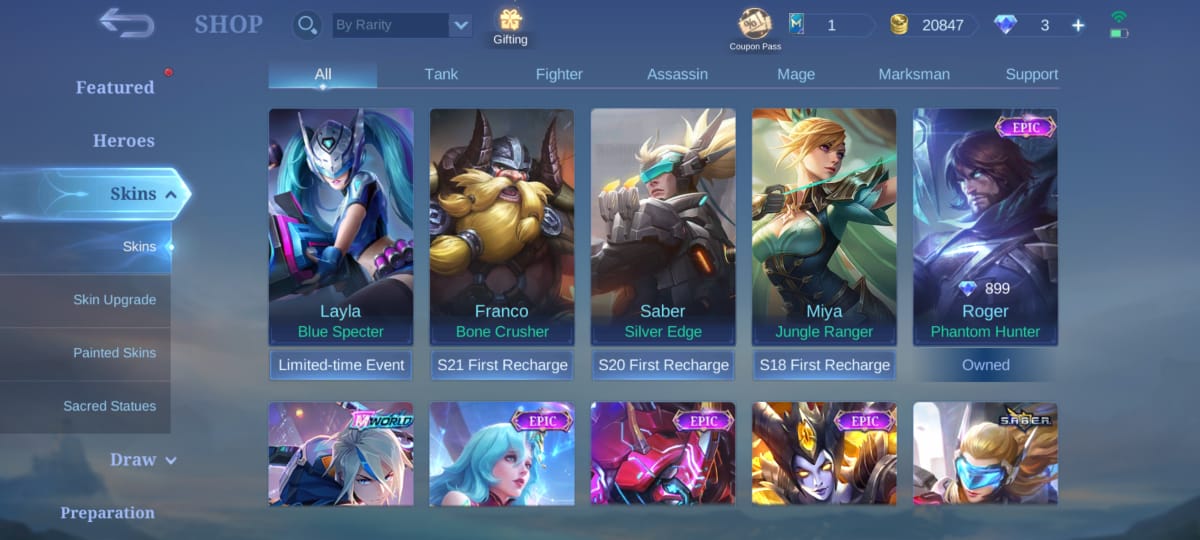 SHOP
By Rarity
Gifting
%
Coupon Pass
M
1
20847
3
Featured
Heroes
Skins
Skins
Skin Upgrade
Painted Skins
Sacred Statues
Draw
Preparation
All
Tank
Fighter
Assassin
Mage
Marksman
Support
Layla
Blue Specter
Limited-time Event
Franco
Bone Crusher
S21 First Recharge
Saber
Silver Edge
S20 First Recharge
Miya
Jungle Ranger
S18 First Recharge
EPIC
899
Roger
Phantom Hunter
Owned
MWORLD
EPIC
EPIC
EPIC
S.A.B.E.R.